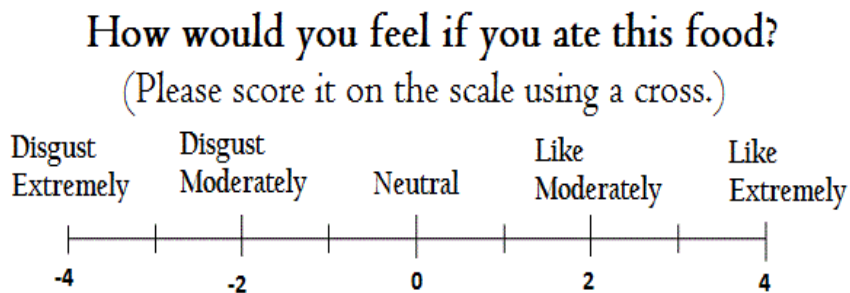 How would you feel if you ate this food?
(Please score it on the scale using a cross.)
Disgust Extremely
Disgust Moderately
Neutral
Like Moderately
Like Extremely
-4 -2 0 2 4